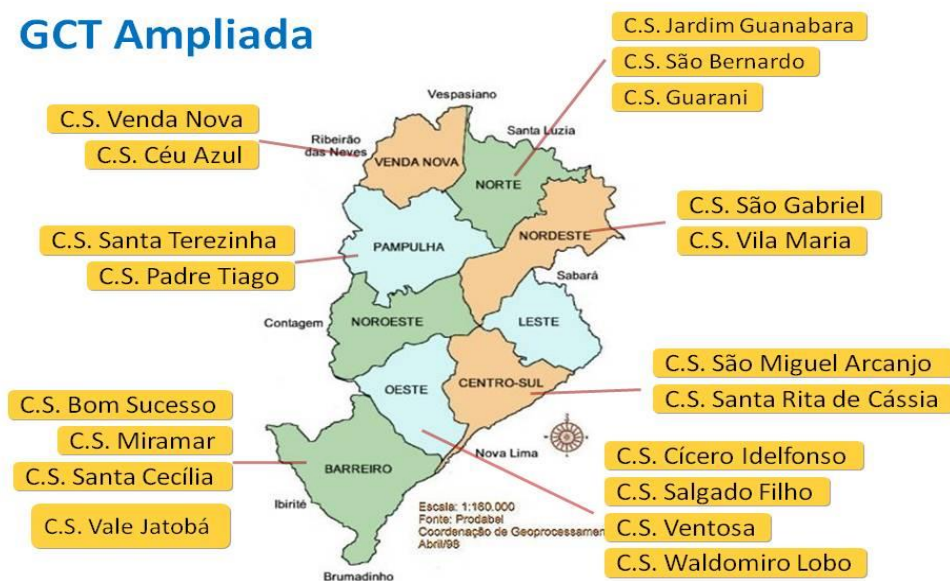 GCT Ampliada
C.S. Jardim Guanabara
C.S. São Bernardo
C.S. Guarani
C.S. Venda Nova
C.S. Céu Azul
Vespasiano
Ribeirão
das Neves
Santa Luzia
VENDA NOVA
NORTE
C.S. São Gabriel
C.S. Vila Maria
C.S. Santa Terezinha
C.S. Padre Tiago
PAMPULHA
NORDESTE
Sabará
Contagem
NOROESTE
LESTE
C.S. São Miguel Arcanjo
C.S. Santa Rita de Cássia
OESTE
CENTRO-SUL
C.S. Bom Sucesso
C.S. Miramar
C.S. Santa Cecília
C.S. Vale Jatobá
BARREIRO
Nova Lima
Ibirité
Brumadinho
C.S. Cícero Idelfonso
C.S. Salgado Filho
C.S. Ventosa
C.S. Waldomiro Lobo
Escala: 1:160.000
Fonte: Prodabel
Coordenação de Geoprocessamen
Abril/98